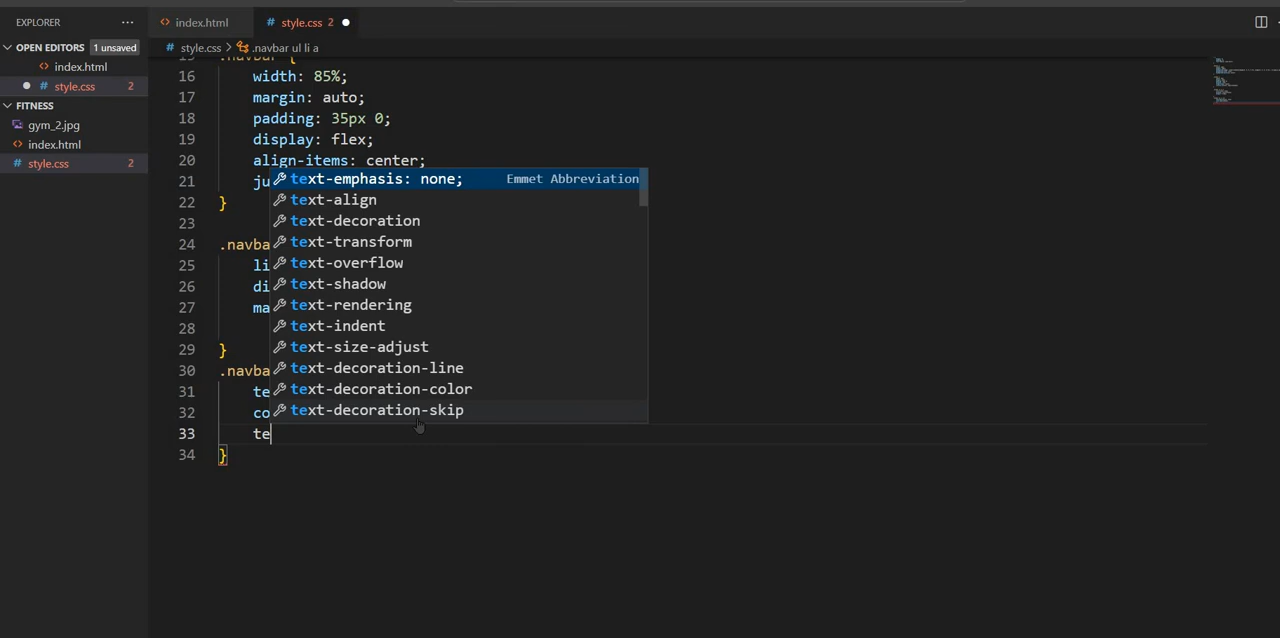 EXPLORER ··· <> index.html # style.css 2 ●
OPEN EDITORS 1 unsaved # style.css > .navbar ul li a
<> index.html
● # style.css 2
FITNESS
gym_2.jpg
<> index.html
# style.css 2
15 .navbar {
16 width: 85%;
17 margin: auto;
18 padding: 35px 0;
19 display: flex;
20 align-items: center;
21 ju
22 }
23
24 .navba
25 li
26 di
27 ma
28
29 }
30 .navba
31 te
32 co
33 te
34 }
text-emphasis: none; Emmet Abbreviation
text-align
text-decoration
text-transform
text-overflow
text-shadow
text-rendering
text-indent
text-size-adjust
text-decoration-line
text-decoration-color
text-decoration-skip